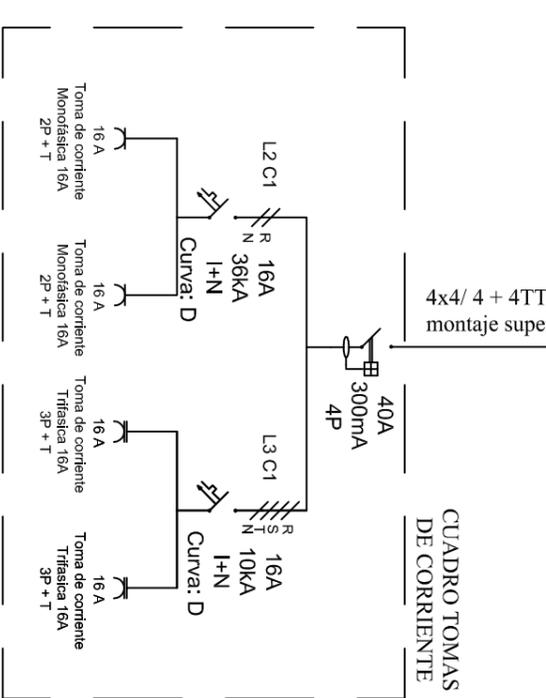 4x4/ 4 + 4TT
montaje supe
CUADRO TOMAS
DE CORRIENTE
40A
300mA
4P
L2 C1
R
N
16A
36kA
I+N
Curva: D
L3 C1
R
S
T
N
16A
10kA
I+N
Curva: D
16 A
Toma de corriente
Monofásica 16A
2P + T
16 A
Toma de corriente
Monofásica 16A
2P + T
16 A
Toma de corriente
Trifasica 16A
3P + T
16 A
Toma de corriente
Trifasica 16A
3P + T